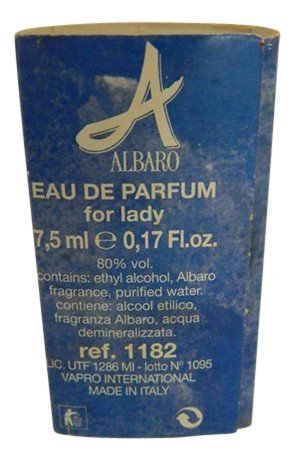 A
ALBARO
EAU DE PARFUM
for lady
7,5 ml e 0,17 Fl.oz.
80% vol.
contains: ethyl alcohol, Albaro
fragrance, purified water.
contiene: alcool etilico,
fragranza Albaro, acqua
demineralizzata.
ref. 1182
LIC. UTF 1286 MI - lotto N° 1095
VAPRO INTERNATIONAL
MADE IN ITALY